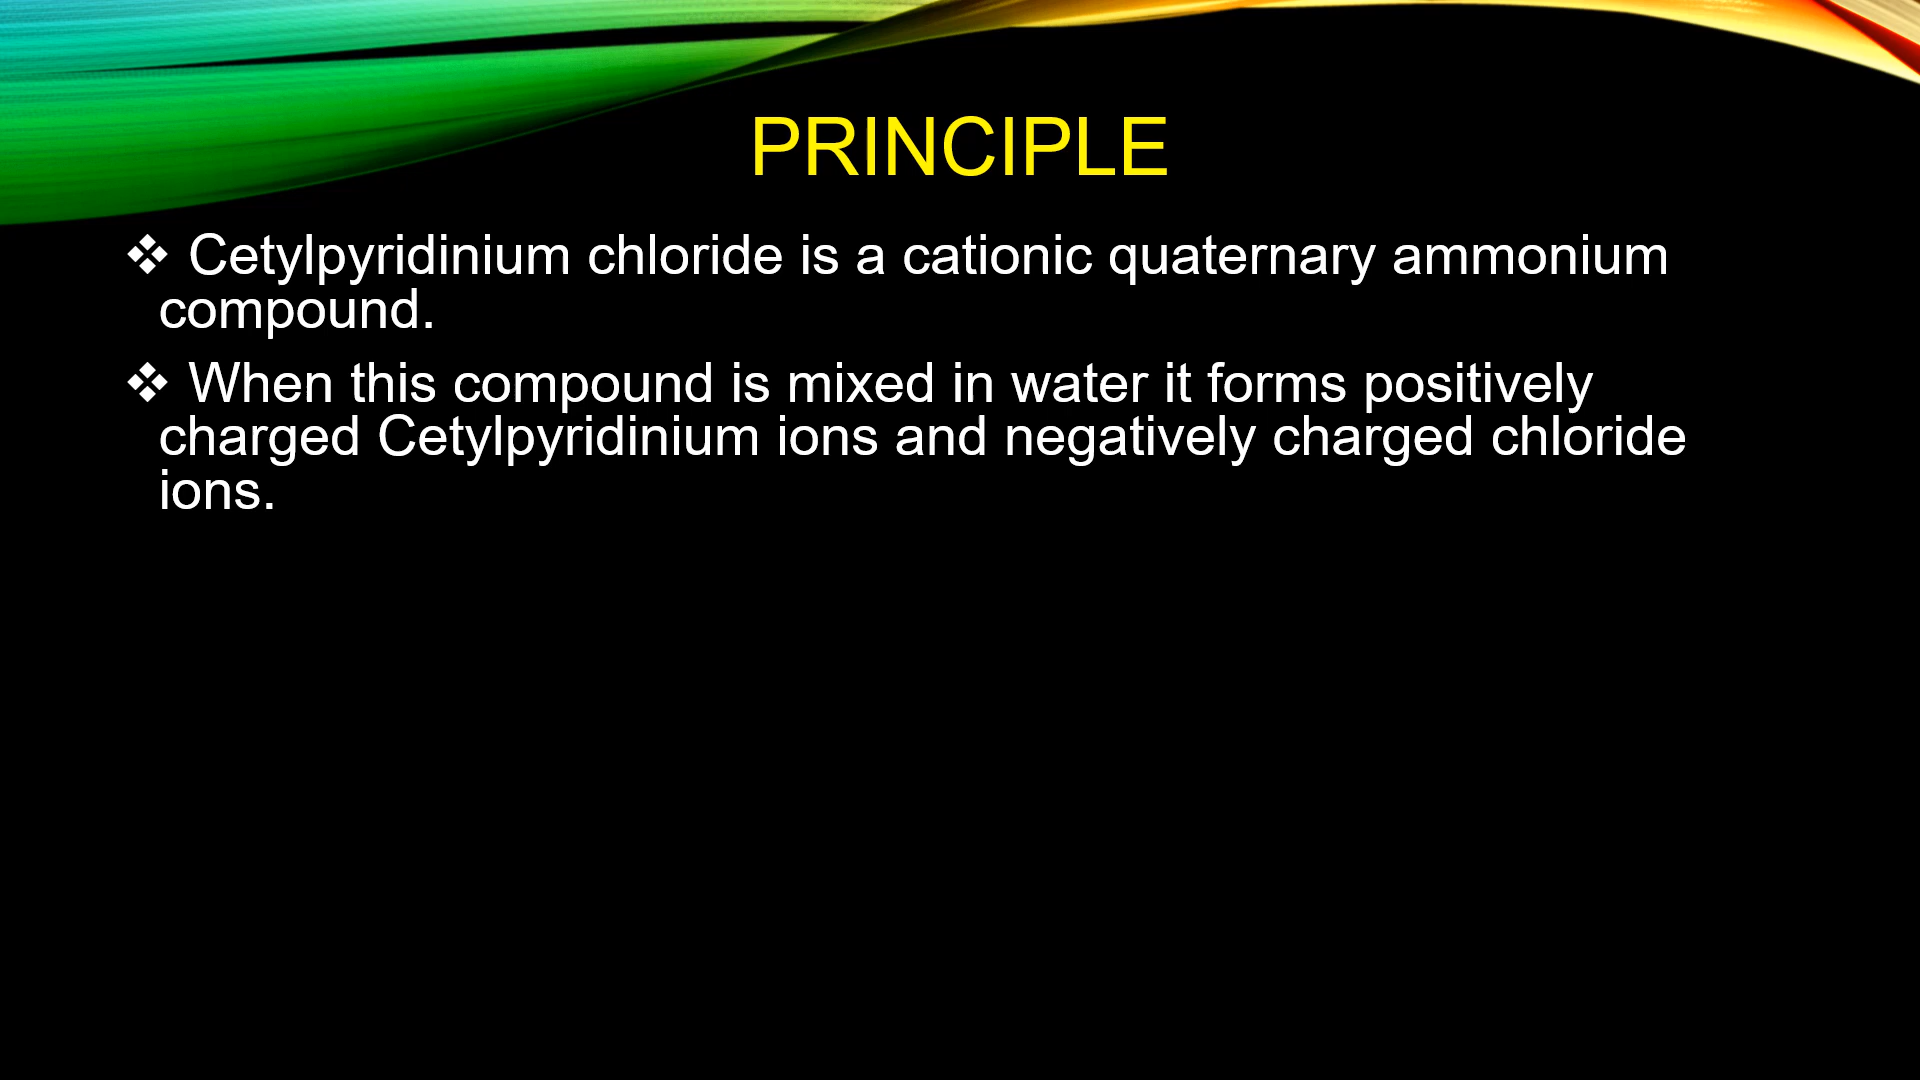 PRINCIPLE
❖ Cetylpyridinium chloride is a cationic quaternary ammonium
compound.
❖ When this compound is mixed in water it forms positively
charged Cetylpyridinium ions and negatively charged chloride
ions.